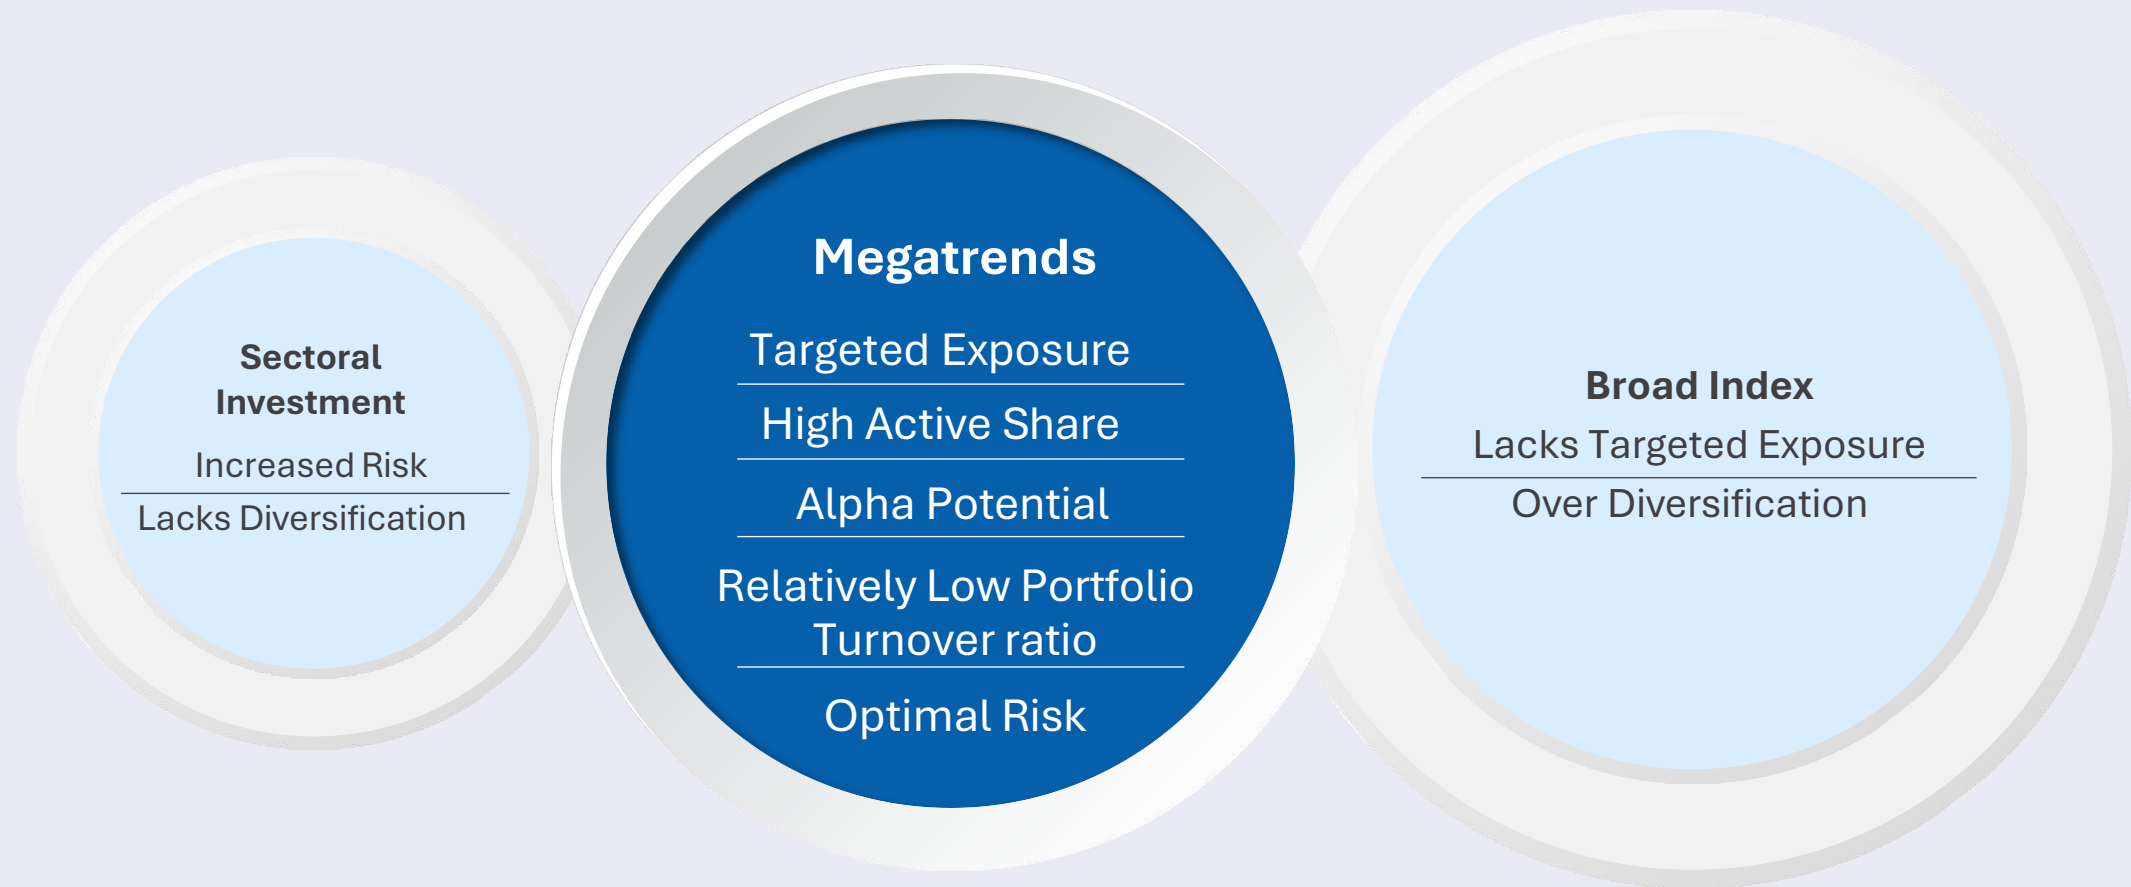 Sectoral
Investment
Increased Risk
Lacks Diversification
Megatrends
Targeted Exposure
High Active Share
Alpha Potential
Relatively Low Portfolio
Turnover ratio
Optimal Risk
Broad Index
Lacks Targeted Exposure
Over Diversification